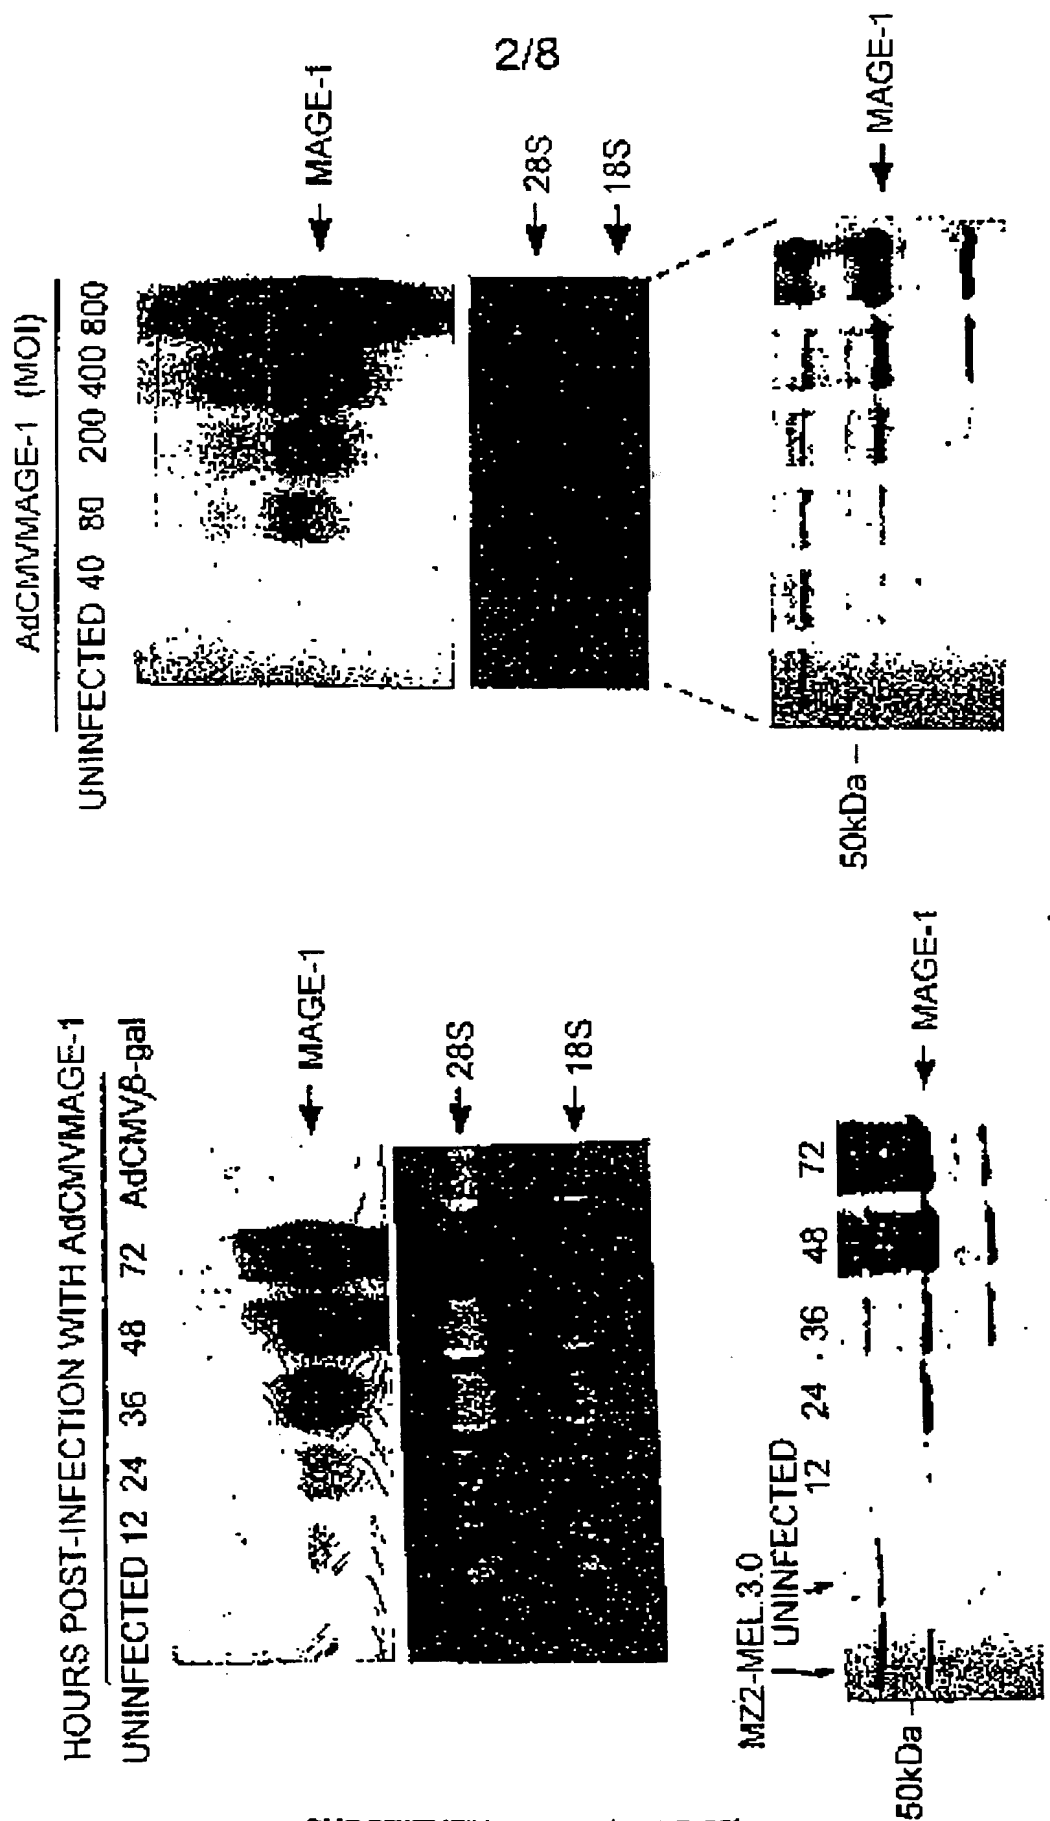 2/8
HOURS POST-INFECTION WITH AdCMVMAGE-1
UNINFECTED 12 24 36 48 72 AdCMVβ-gal
MAGE-1
28S
18S
MZ2-MEL.3.0
UNINFECTED
12 24 36 48 72
50kDa
MAGE-1
AdCMVMAGE-1 (MOI)
UNINFECTED 40 80 200 400 800
MAGE-1
28S
18S
50kDa
MAGE-1